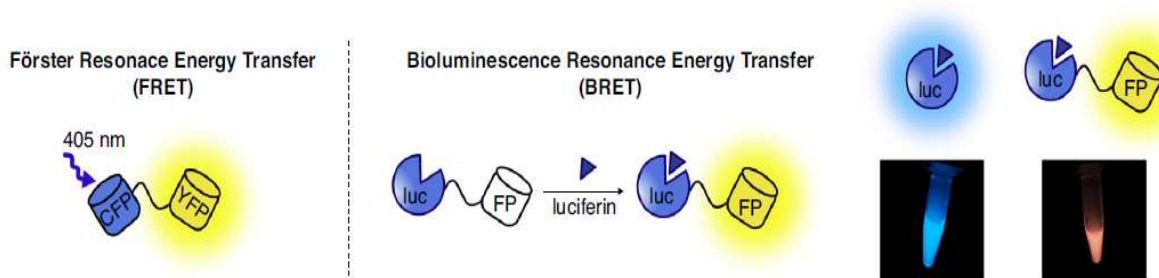 Förster Resonace Energy Transfer
(FRET)
405 nm
CFP
YFP
Bioluminescence Resonance Energy Transfer
(BRET)
luc
FP
luciferin
luc
FP
luc
luc
FP